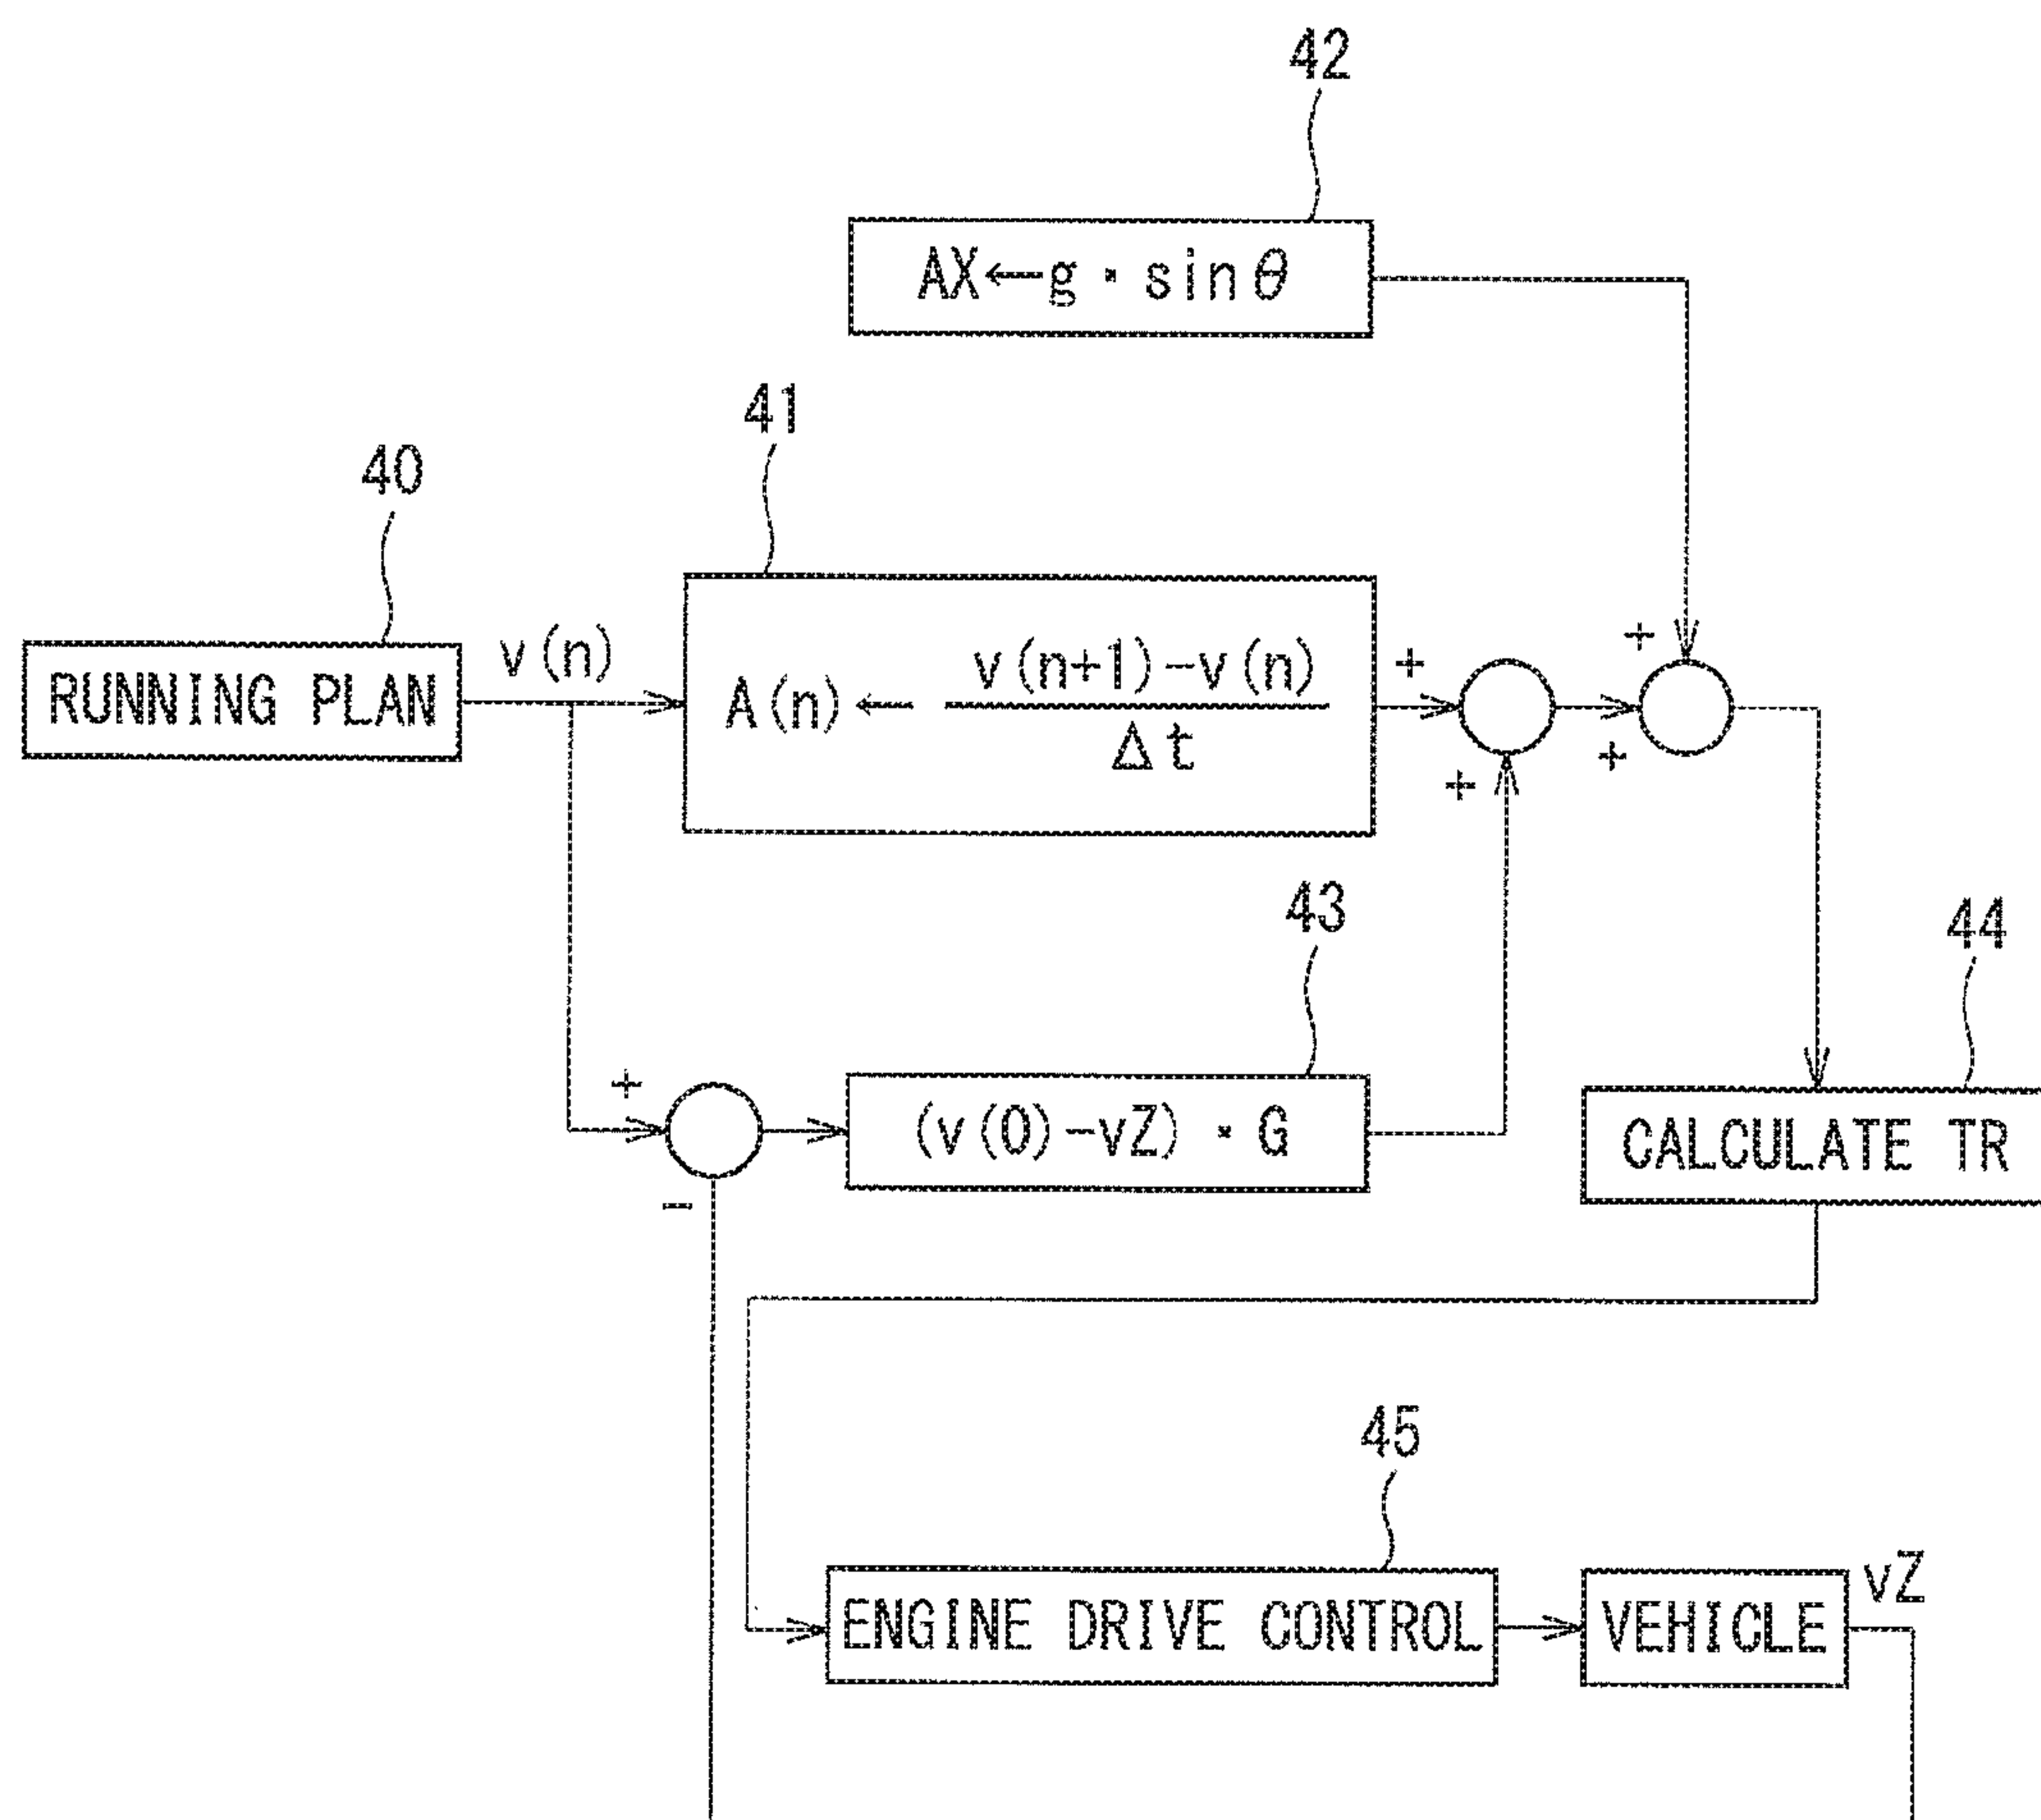 42
AX←g・sinθ
41
40
RUNNING PLAN
v(n)
A(n)← v(n+1)-v(n)
Δt
+
+
+
+
43
+
-
(v(0)-vZ)・G
44
CALCULATE TR
45
ENGINE DRIVE CONTROL
VEHICLE
vZ